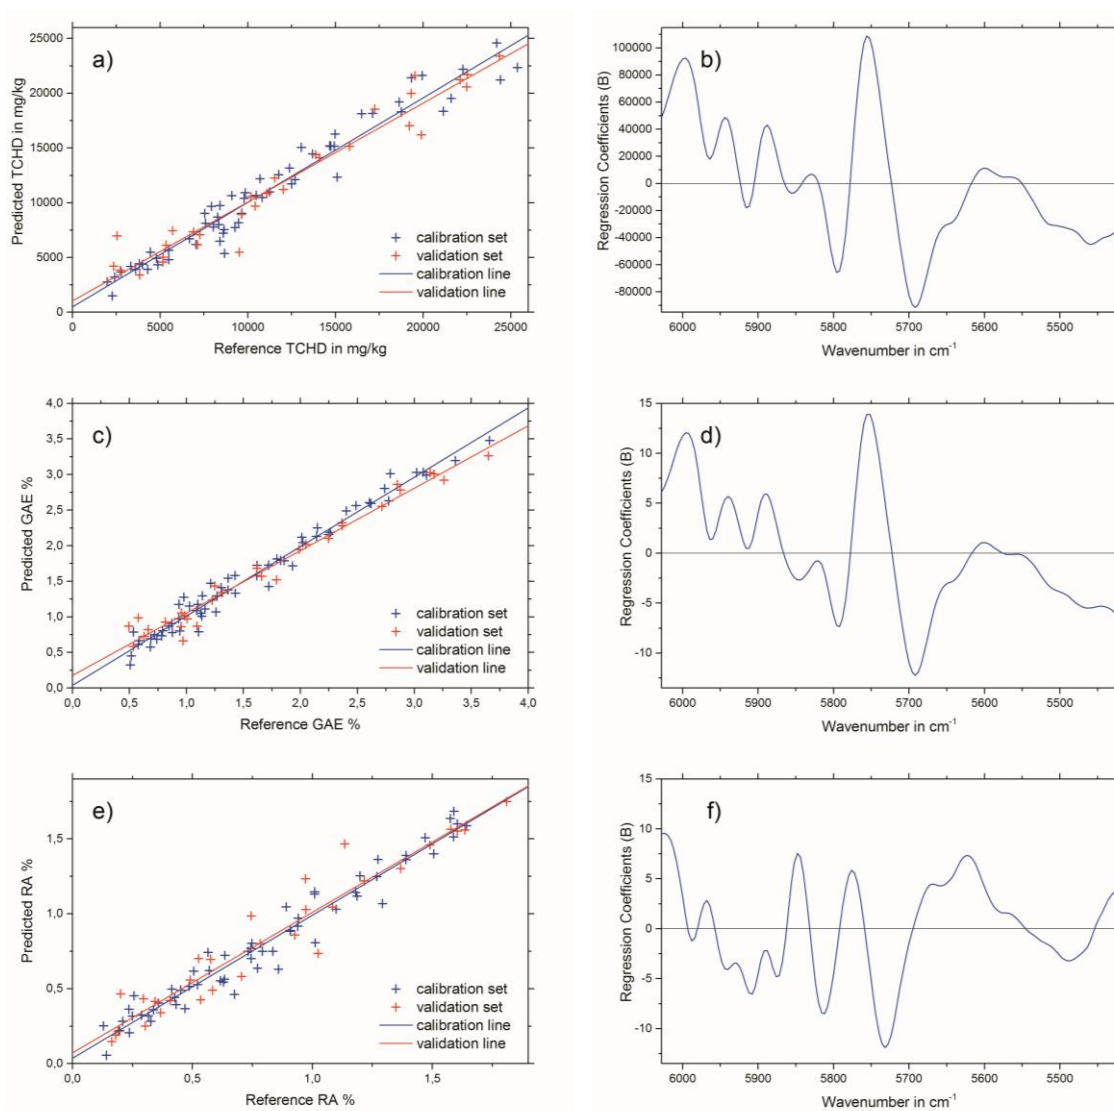 a)
25000
20000
15000
10000
5000
0
Predicted TCHD in mg/kg
calibration set
validation set
calibration line
validation line
0 5000 10000 15000 20000 25000
Reference TCHD in mg/kg
b)
100000
80000
60000
40000
20000
0
-20000
-40000
-60000
-80000
Regression Coefficients (B)
6000 5900 5800 5700 5600 5500
Wavenumber in cm⁻¹
c)
4,0
3,5
3,0
2,5
2,0
1,5
1,0
0,5
0,0
Predicted GAE %
calibration set
validation set
calibration line
validation line
0,0 0,5 1,0 1,5 2,0 2,5 3,0 3,5 4,0
Reference GAE %
d)
15
10
5
0
-5
-10
Regression Coefficients (B)
6000 5900 5800 5700 5600 5500
Wavenumber in cm⁻¹
e)
1,5
1,0
0,5
0,0
Predicted RA %
calibration set
validation set
calibration line
validation line
0,0 0,5 1,0 1,5
Reference RA %
f)
15
10
5
0
-5
-10
Regression Coefficients (B)
6000 5900 5800 5700 5600 5500
Wavenumber in cm⁻¹